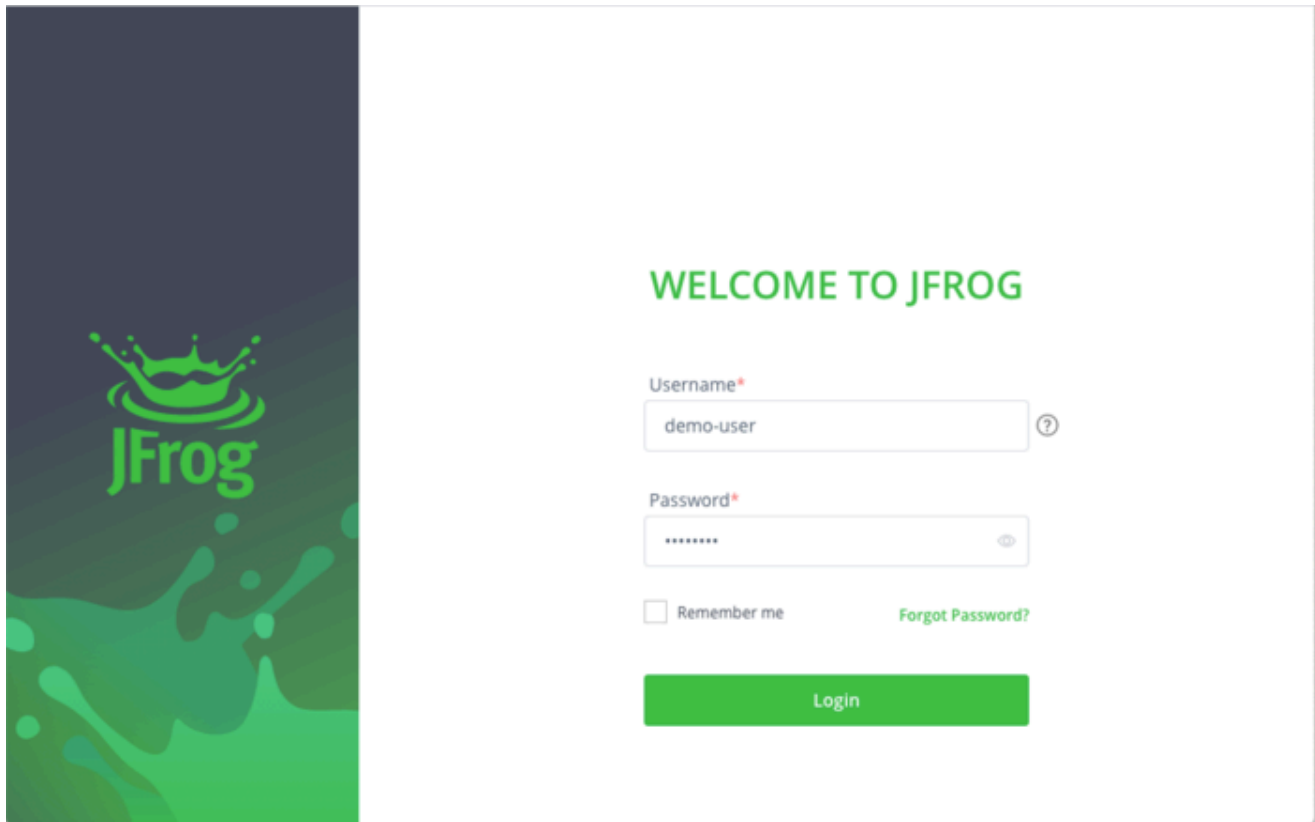 JFrog
WELCOME TO JFROG
Username*
demo-user
?
Password*
••••••••
Remember me
Forgot Password?
Login